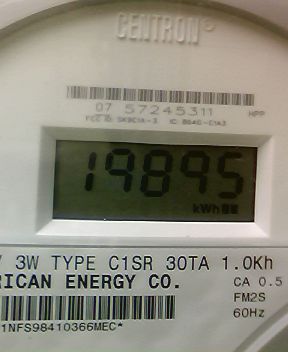 CENTRON®
07 57245311 HPP
19895
kWh
3W TYPE C1SR 30TA 1.0Kh
RICAN ENERGY CO. CA 0.5
FM2S
60Hz
1NFS98410366MEC*